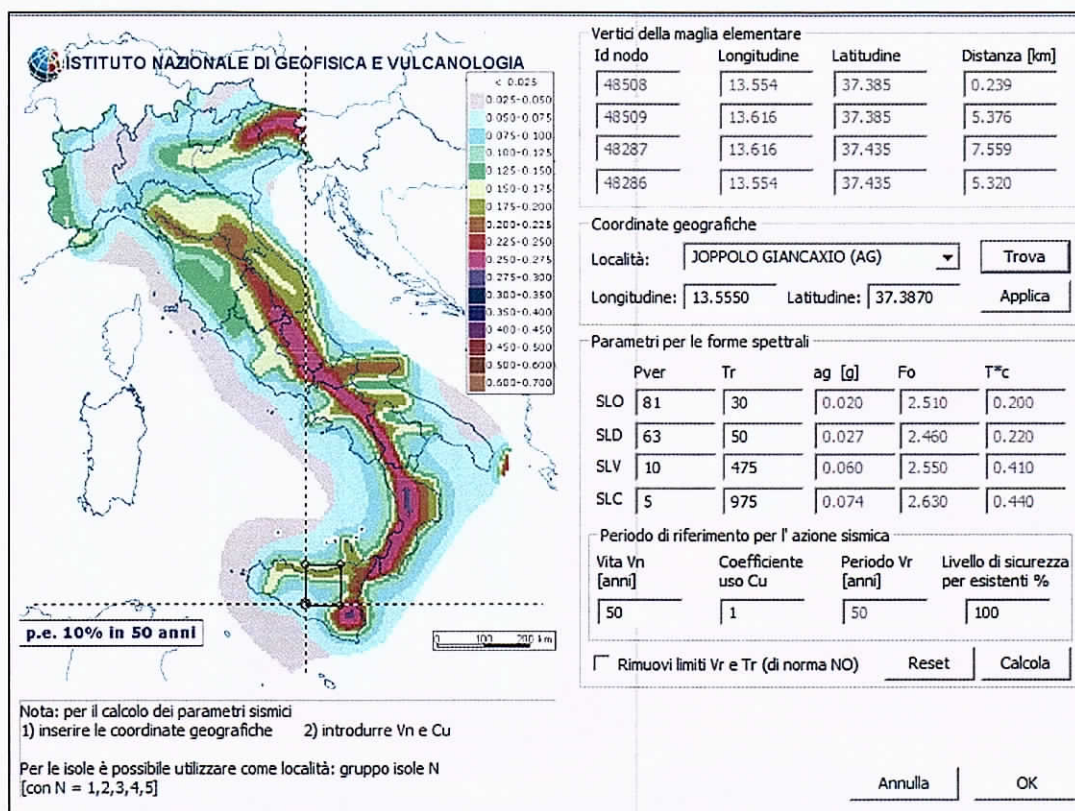 ISTITUTO NAZIONALE DI GEOFISICA E VULCANOLOGIA
< 0.025
0.025-0.050
0.050-0.075
0.075-0.100
0.100-0.125
0.125-0.150
0.150-0.175
0.175-0.200
0.200-0.225
0.225-0.250
0.250-0.275
0.275-0.300
0.300-0.350
0.350-0.400
0.400-0.450
0.450-0.500
0.500-0.600
0.600-0.700
p.e. 10% in 50 anni
0 100 200 km
Nota: per il calcolo dei parametri sismici
1) inserire le coordinate geografiche 2) introdurre Vn e Cu
Per le isole è possibile utilizzare come località: gruppo isole N
[con N = 1,2,3,4,5]
Vertici della maglia elementare
Id nodo Longitudine Latitudine Distanza [km]
48508 13.554 37.385 0.239
48509 13.616 37.385 5.376
48287 13.616 37.435 7.559
48286 13.554 37.435 5.320
Coordinate geografiche
Località: JOPPOLO GIANCAXIO (AG) Trova
Longitudine: 13.5550 Latitudine: 37.3870 Applica
Parametri per le forme spettrali
Pver Tr ag [g] Fo T*c
SLO 81 30 0.020 2.510 0.200
SLD 63 50 0.027 2.460 0.220
SLV 10 475 0.060 2.550 0.410
SLC 5 975 0.074 2.630 0.440
Periodo di riferimento per l' azione sismica
Vita Vn Coefficiente Periodo Vr Livello di sicurezza
[anni] uso Cu [anni] per esistenti %
50 1 50 100
Rimuovi limiti Vr e Tr (di norma NO) Reset Calcola
Annulla OK